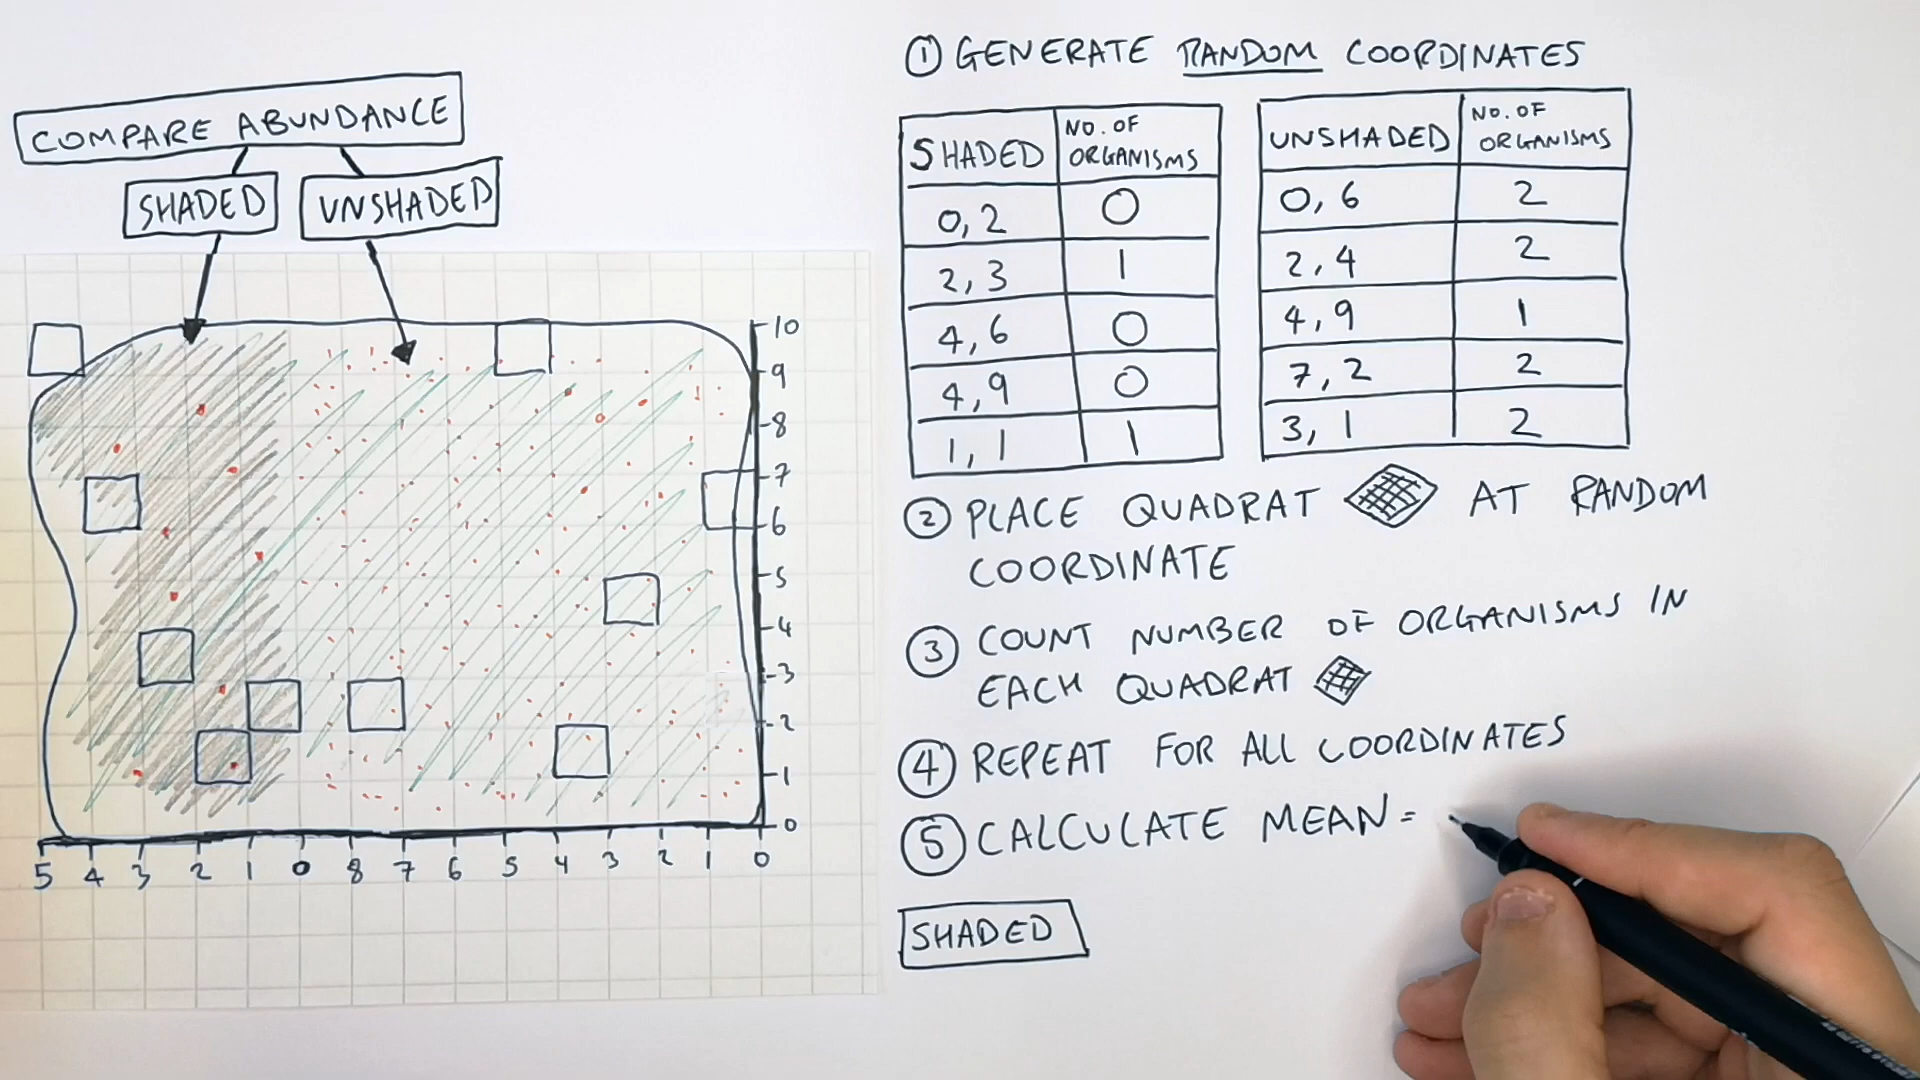 COMPARE ABUNDANCE
SHADED
UNSHADED
10
9
8
7
6
5
4
3
2
1
0
5 4 3 2 1 0 8 7 6 5 4 3 2 1 0
① GENERATE RANDOM COORDINATES
SHADED NO. OF ORGANISMS
0,2 0
2,3 1
4,6 0
4,9 0
1,1 1
UNSHADED NO. OF ORGANISMS
0,6 2
2,4 2
4,9 1
7,2 2
3,1 2
② PLACE QUADRAT AT RANDOM
COORDINATE
③ COUNT NUMBER OF ORGANISMS IN
EACH QUADRAT
④ REPEAT FOR ALL COORDINATES
⑤ CALCULATE MEAN =
SHADED